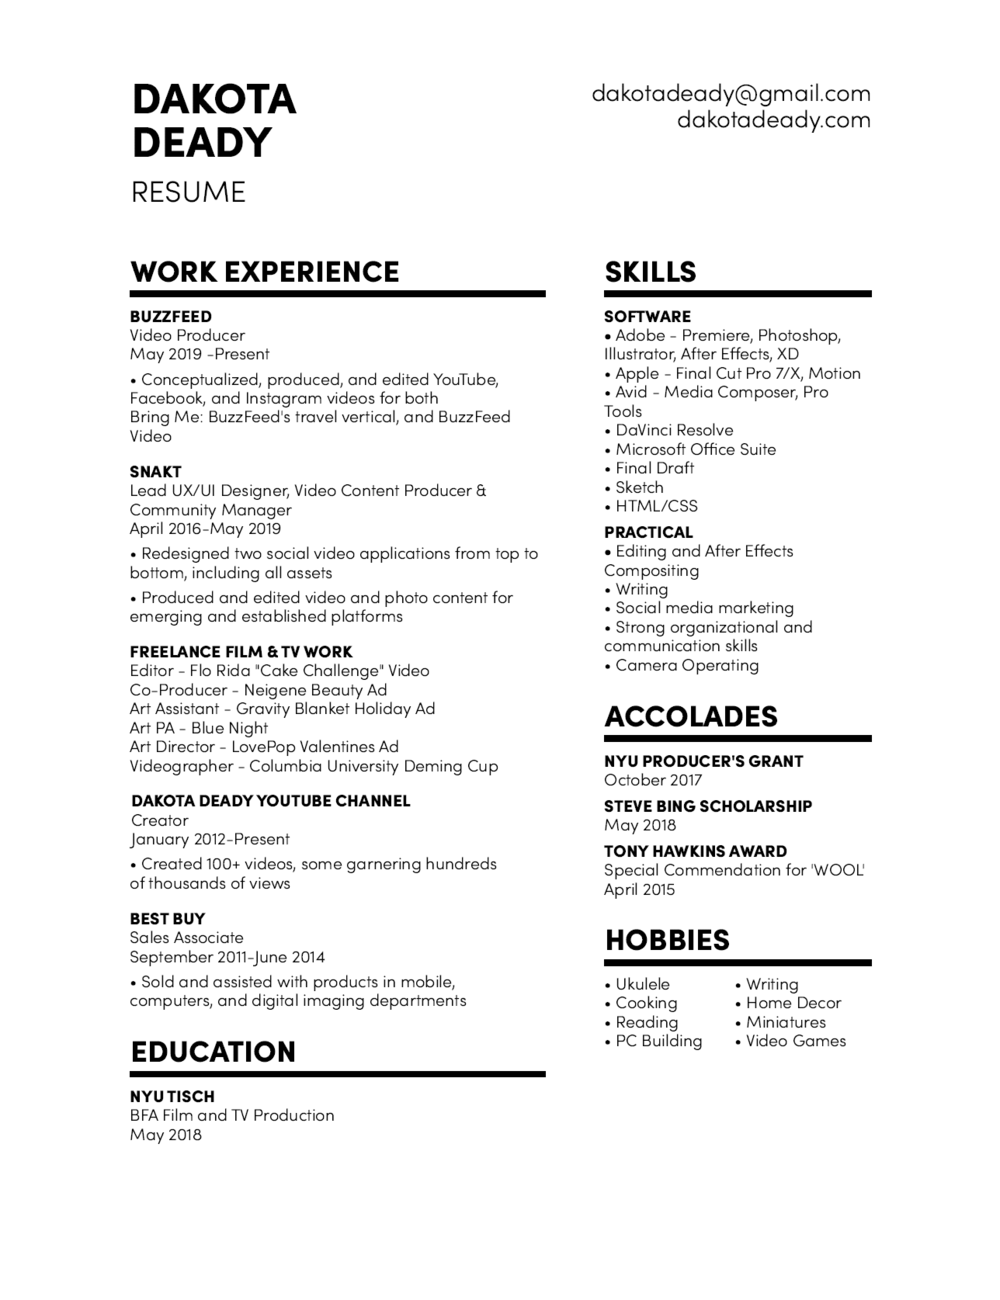 DAKOTA
DEADY
RESUME
dakotadeady@gmail.com
dakotadeady.com
WORK EXPERIENCE
BUZZFEED
Video Producer
May 2019 -Present
• Conceptualized, produced, and edited YouTube,
Facebook, and Instagram videos for both
Bring Me: BuzzFeed's travel vertical, and BuzzFeed
Video
SNAKT
Lead UX/UI Designer, Video Content Producer &
Community Manager
April 2016-May 2019
• Redesigned two social video applications from top to
bottom, including all assets
• Produced and edited video and photo content for
emerging and established platforms
FREELANCE FILM & TV WORK
Editor - Flo Rida "Cake Challenge" Video
Co-Producer - Neigene Beauty Ad
Art Assistant - Gravity Blanket Holiday Ad
Art PA - Blue Night
Art Director - LovePop Valentines Ad
Videographer - Columbia University Deming Cup
DAKOTA DEADY YOUTUBE CHANNEL
Creator
January 2012-Present
• Created 100+ videos, some garnering hundreds
of thousands of views
BEST BUY
Sales Associate
September 2011-June 2014
• Sold and assisted with products in mobile,
computers, and digital imaging departments
EDUCATION
NYU TISCH
BFA Film and TV Production
May 2018
SKILLS
SOFTWARE
• Adobe - Premiere, Photoshop,
Illustrator, After Effects, XD
• Apple - Final Cut Pro 7/X, Motion
• Avid - Media Composer, Pro
Tools
• DaVinci Resolve
• Microsoft Office Suite
• Final Draft
• Sketch
• HTML/CSS
PRACTICAL
• Editing and After Effects
Compositing
• Writing
• Social media marketing
• Strong organizational and
communication skills
• Camera Operating
ACCOLADES
NYU PRODUCER'S GRANT
October 2017
STEVE BING SCHOLARSHIP
May 2018
TONY HAWKINS AWARD
Special Commendation for 'WOOL'
April 2015
HOBBIES
• Ukulele
• Cooking
• Reading
• PC Building
• Writing
• Home Decor
• Miniatures
• Video Games